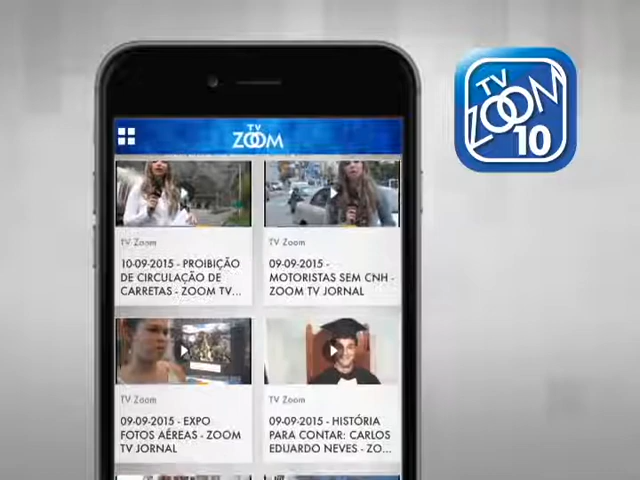 TV
ZOOM
TV
ZOOM
10
TV Zoom
10-09-2015 - PROIBIÇÃO
DE CIRCULAÇÃO DE
CARRETAS - ZOOM TV...
TV Zoom
09-09-2015 -
MOTORISTAS SEM CNH -
ZOOM TV JORNAL
TV Zoom
09-09-2015 - EXPO
FOTOS AÉREAS - ZOOM
TV JORNAL
TV Zoom
09-09-2015 - HISTÓRIA
PARA CONTAR: CARLOS
EDUARDO NEVES - ZO...